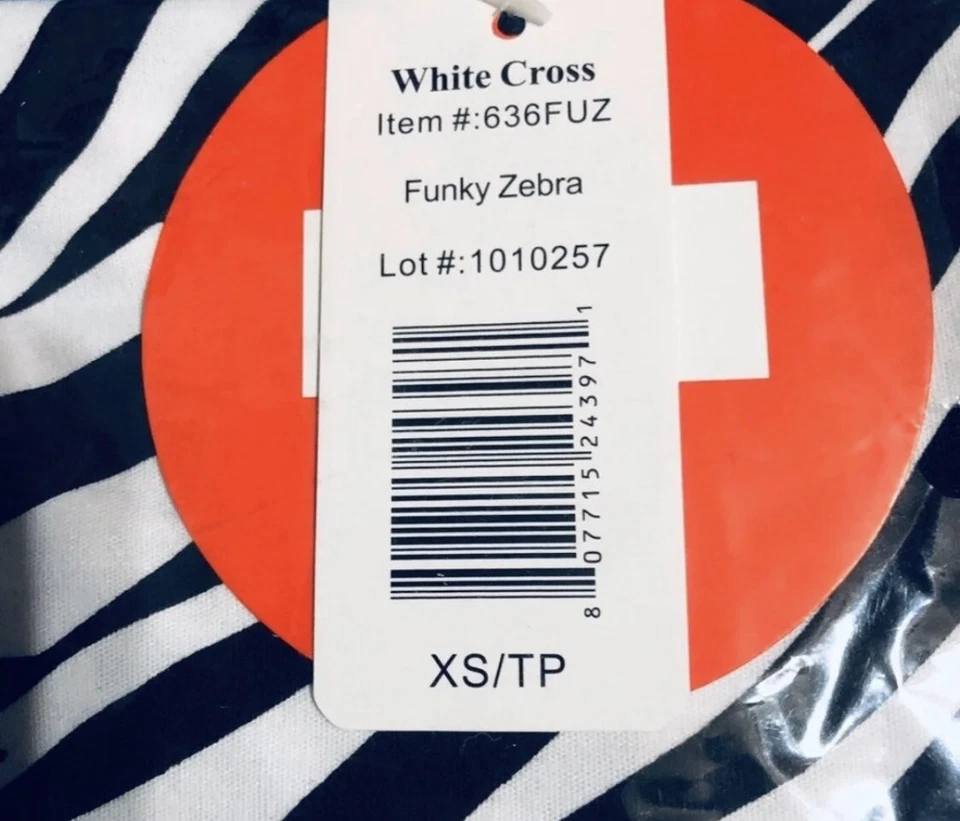 White Cross
Item #:636FUZ
Funky Zebra
Lot #:1010257
8 07715 24397 1
XS/TP